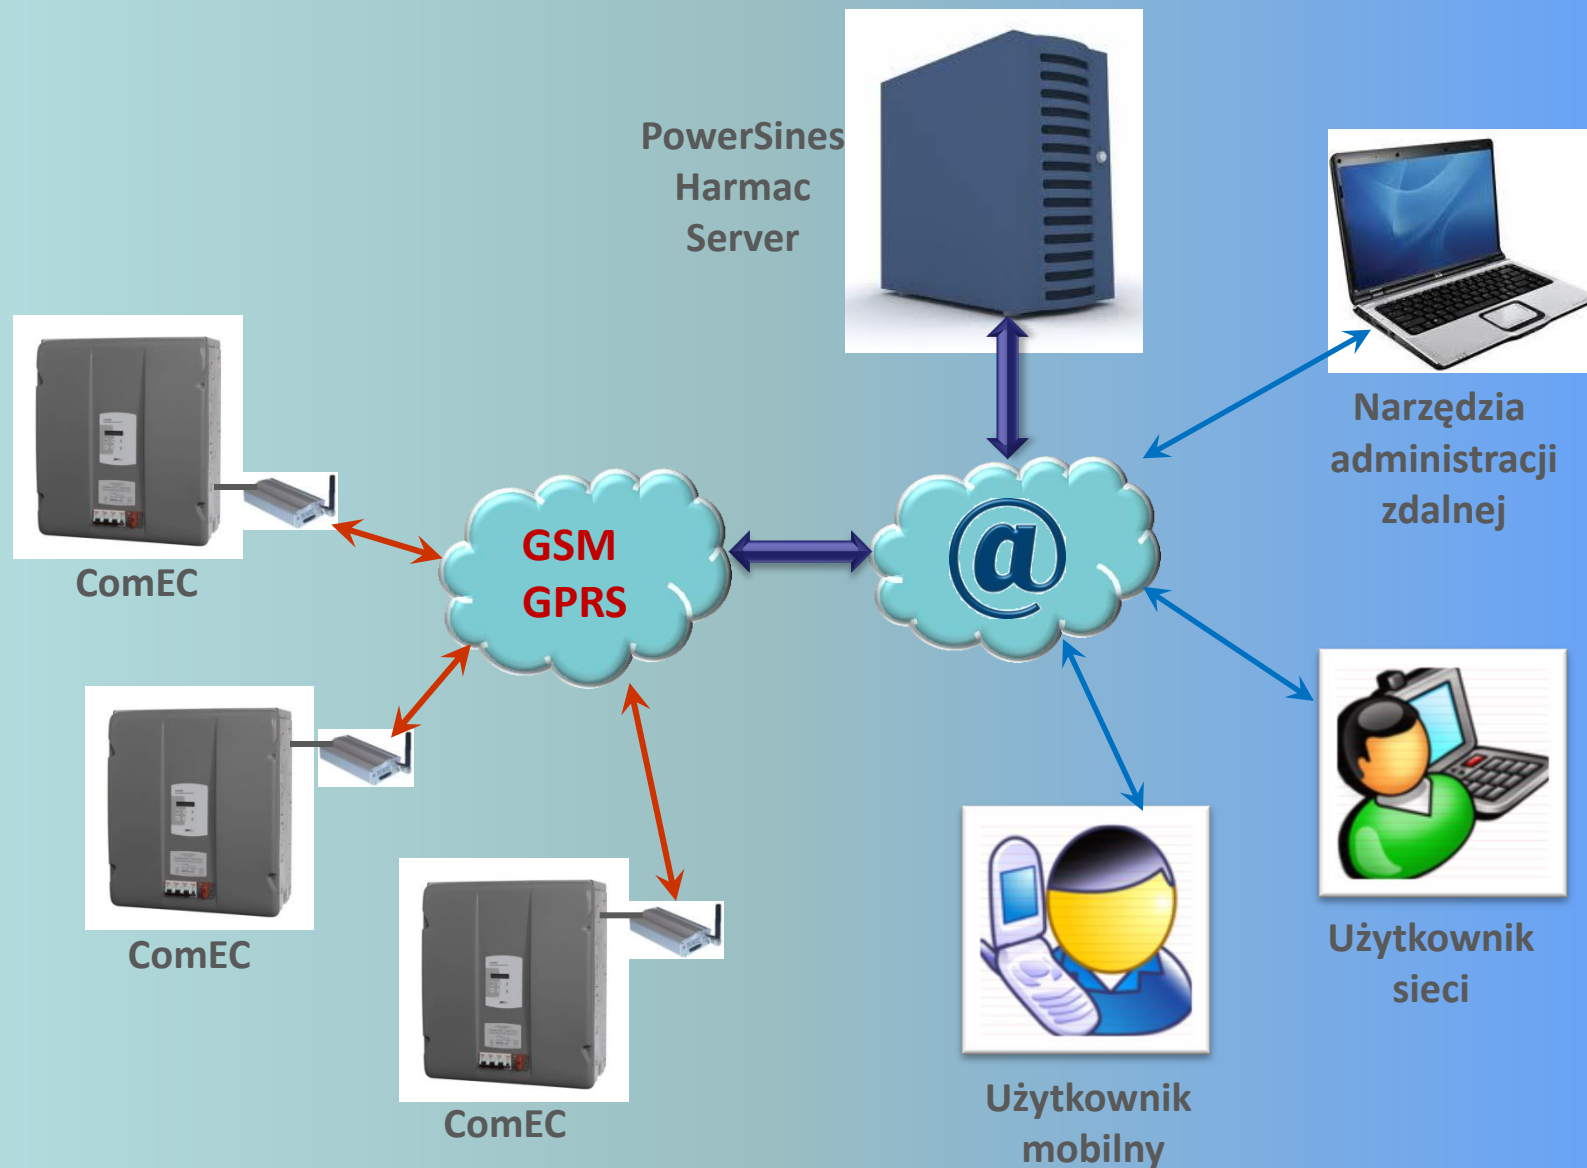 PowerSines
Harmac
Server
Narzędzia
administracji
zdalnej
GSM
GPRS
@
ComEC
ComEC
ComEC
Użytkownik
sieci
Użytkownik
mobilny